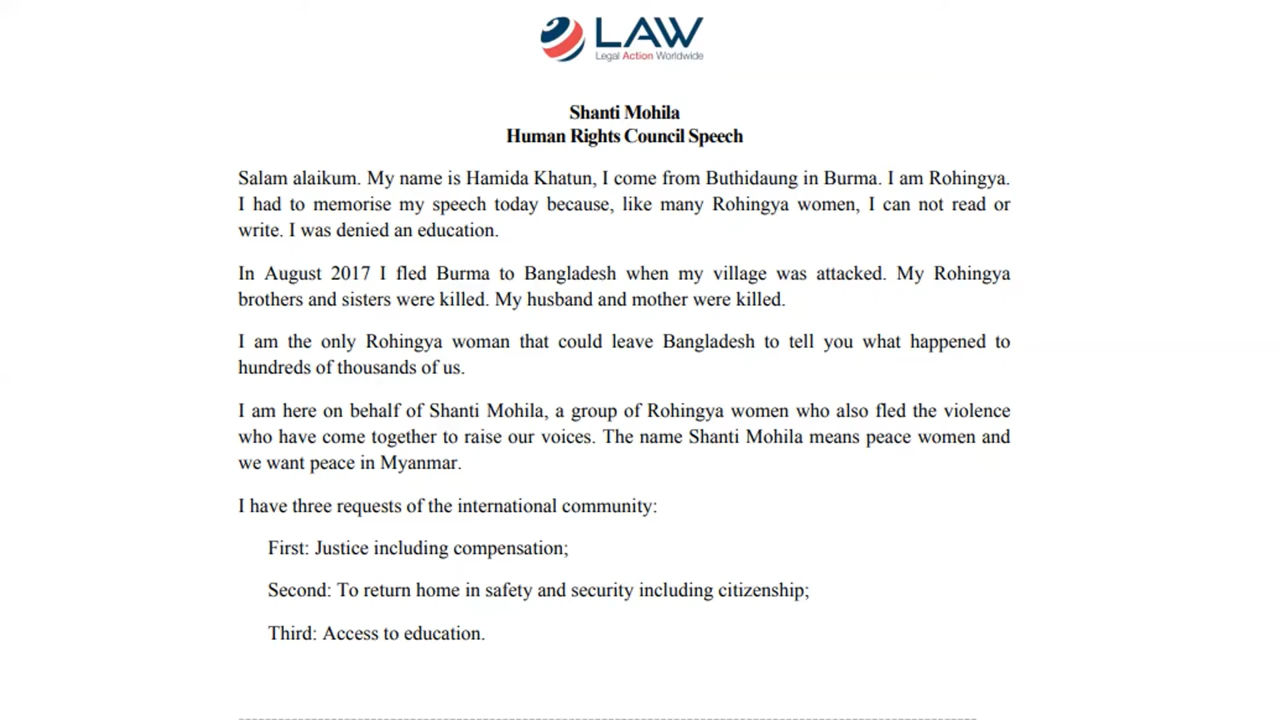 LAW
Legal Action Worldwide
Shanti Mohila
Human Rights Council Speech
Salam alaikum. My name is Hamida Khatun, I come from Buthidaung in Burma. I am Rohingya.
I had to memorise my speech today because, like many Rohingya women, I can not read or
write. I was denied an education.
In August 2017 I fled Burma to Bangladesh when my village was attacked. My Rohingya
brothers and sisters were killed. My husband and mother were killed.
I am the only Rohingya woman that could leave Bangladesh to tell you what happened to
hundreds of thousands of us.
I am here on behalf of Shanti Mohila, a group of Rohingya women who also fled the violence
who have come together to raise our voices. The name Shanti Mohila means peace women and
we want peace in Myanmar.
I have three requests of the international community:
First: Justice including compensation;
Second: To return home in safety and security including citizenship;
Third: Access to education.